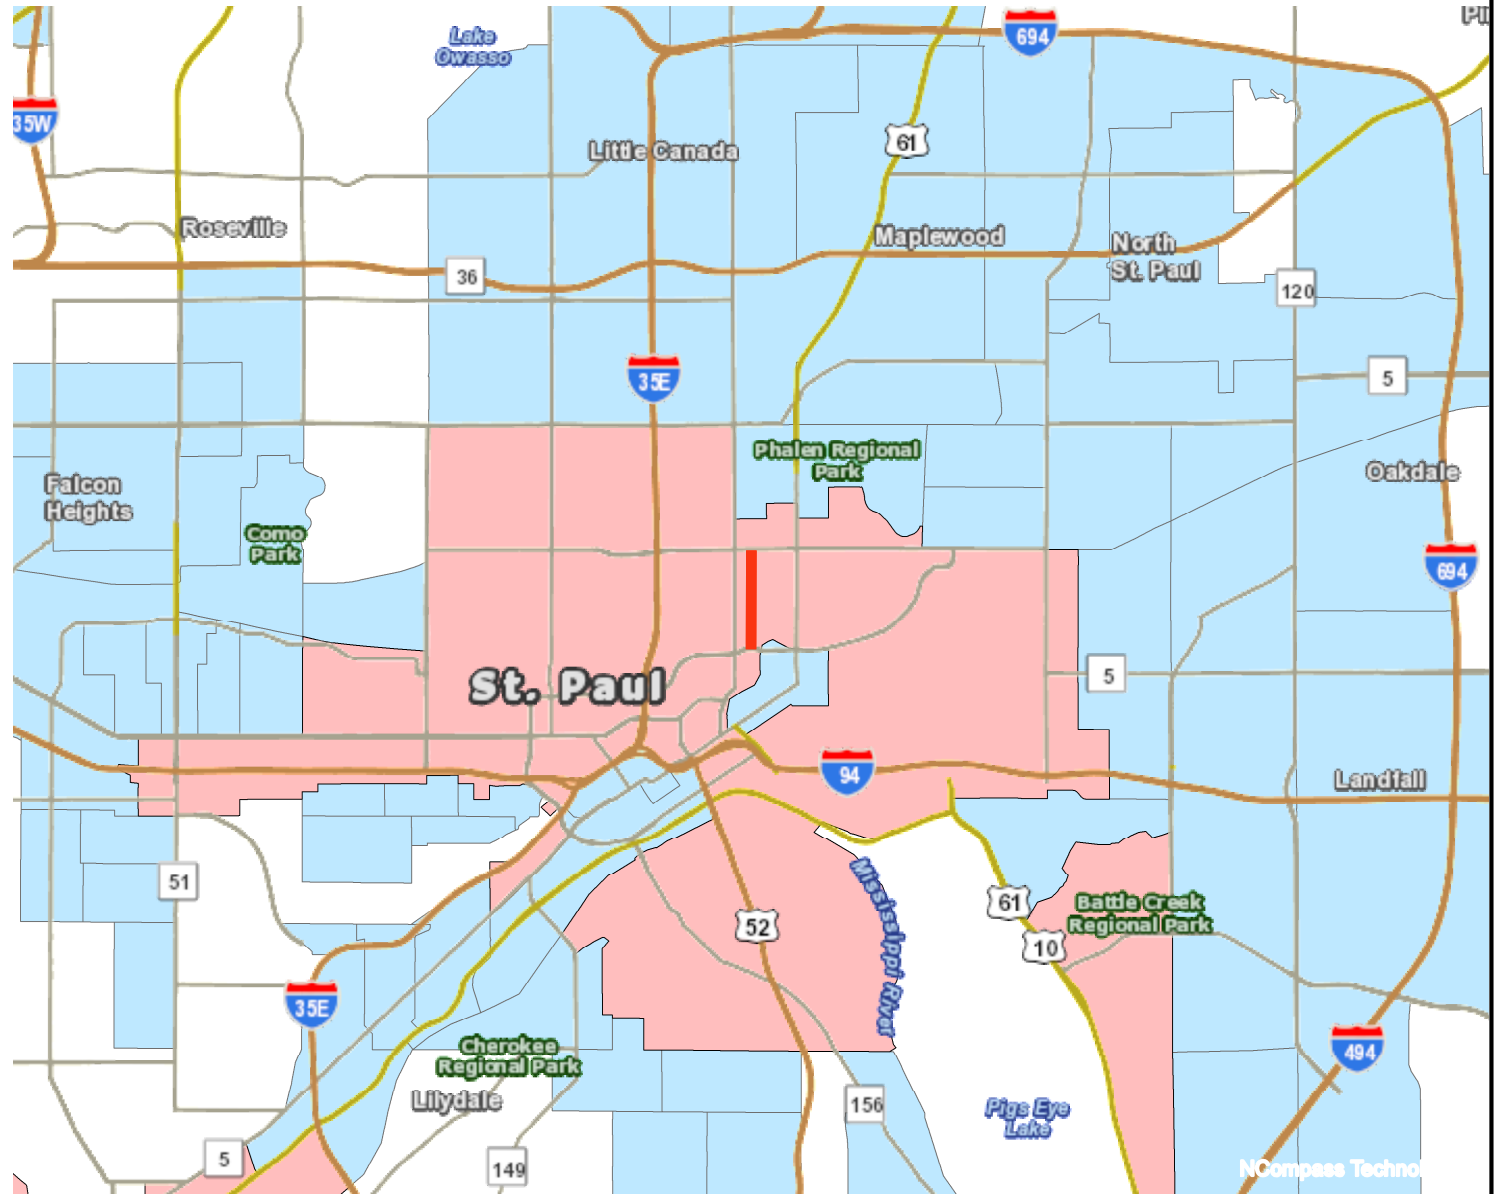 Lake
Owasso
694
35W
61
Little Canada
Roseville
Maplewood
North
St. Paul
36
120
35E
5
Phalen Regional
Park
Oakdale
Falcon
Heights
Como
Park
694
5
St. Paul
94
Landfall
51
Mississippi River
61
Battle Creek
Regional Park
52
10
35E
494
Cherokee
Regional Park
Lilydale
156
Pigs Eye
Lake
5
149
NCompass